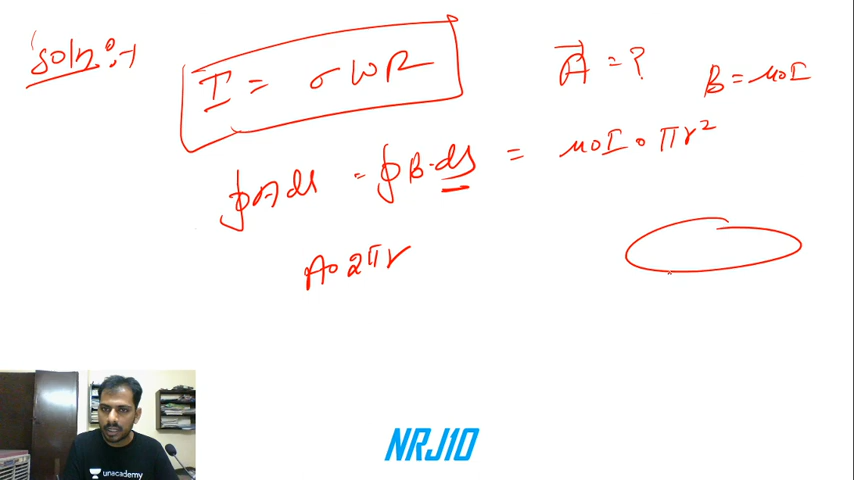 Soln:-
I = σωR
A⃗ = ?
B = μ0I
∮A dl = ∮B·ds = μ0I · πr²
A · 2πr
unacademy
NRJ10